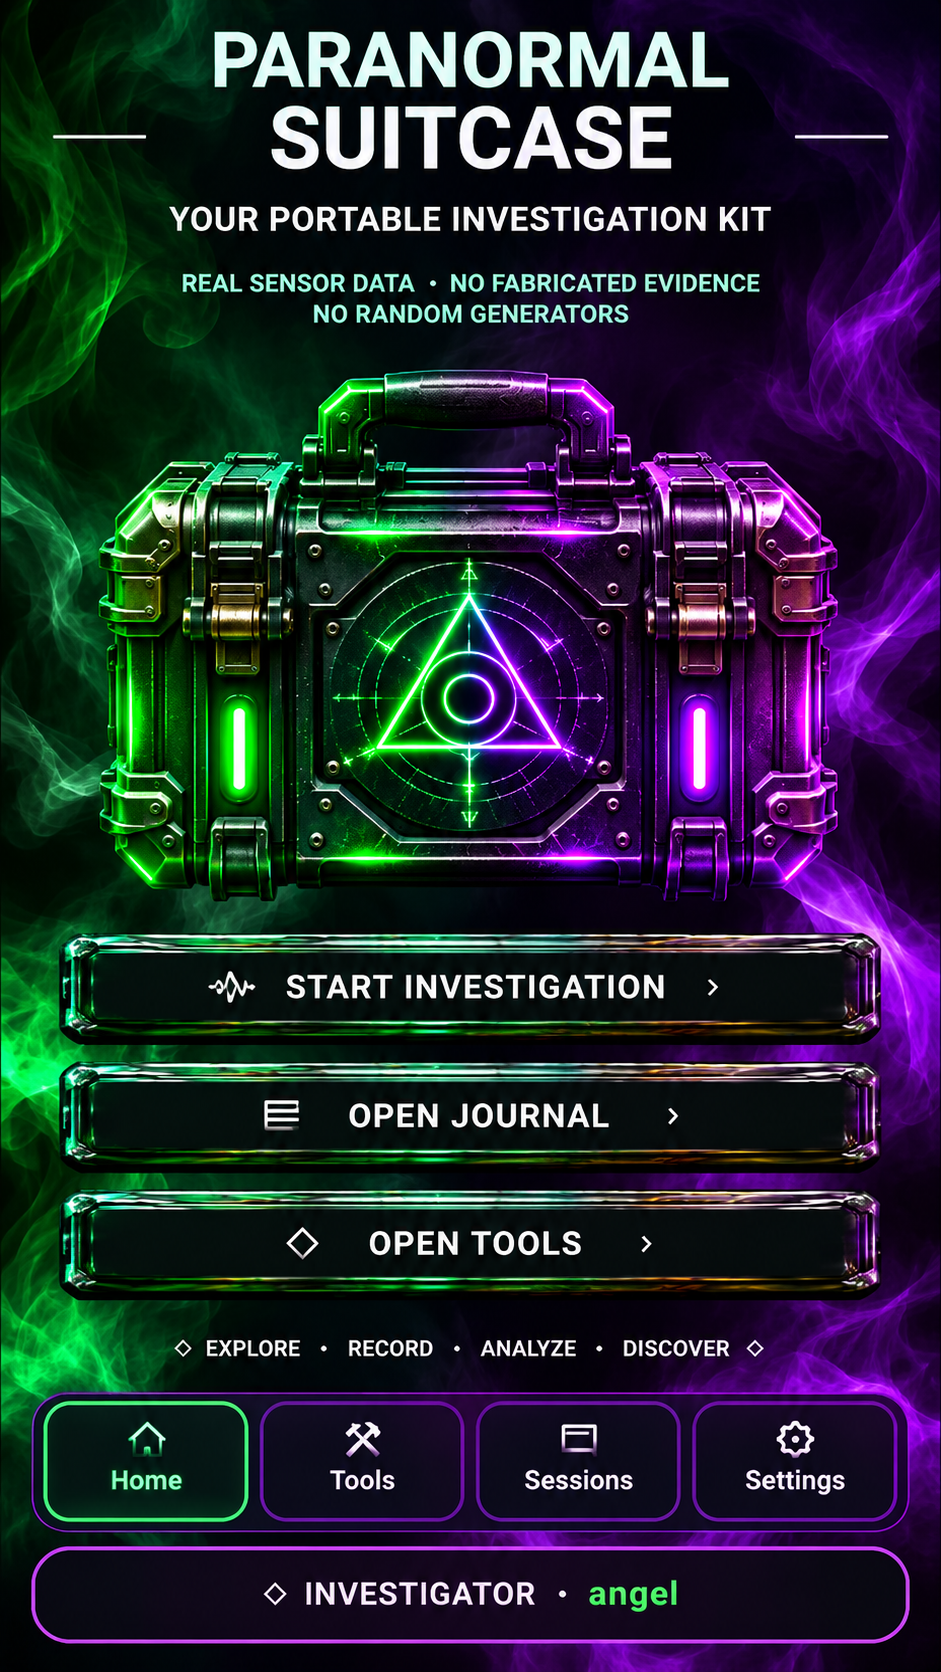 PARANORMAL
SUITCASE
YOUR PORTABLE INVESTIGATION KIT
REAL SENSOR DATA • NO FABRICATED EVIDENCE
NO RANDOM GENERATORS
START INVESTIGATION
OPEN JOURNAL
OPEN TOOLS
EXPLORE • RECORD • ANALYZE • DISCOVER
Home Tools Sessions Settings
INVESTIGATOR • angel